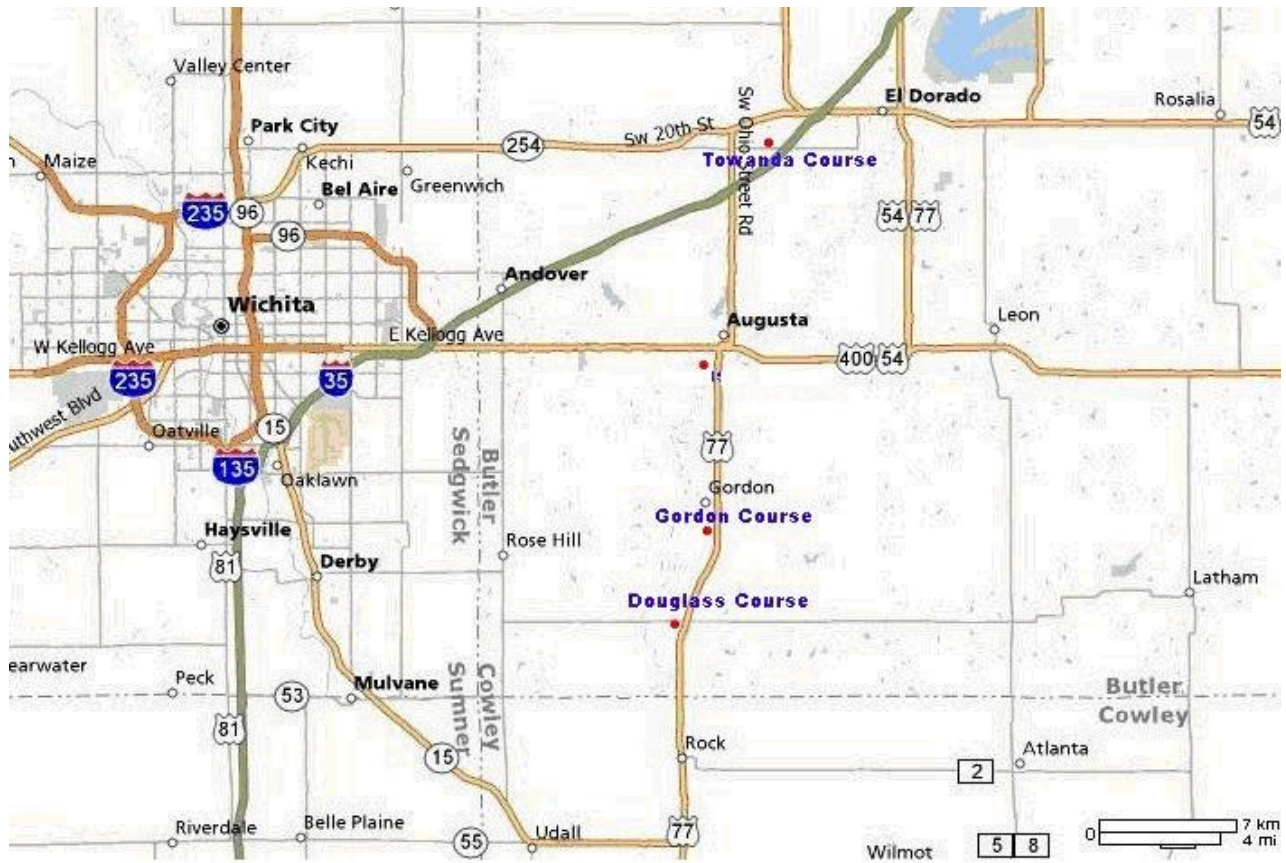 Valley Center
El Dorado
Rosalia
54
Sw Ohio Street Rd
Park City
Sw 20th St
254
Maize
Kechi
Towanda Course
Bel Aire
Greenwich
235
96
54
77
96
Andover
Wichita
Augusta
Leon
E Kellogg Ave
W Kellogg Ave
400
54
235
35
uthwest Blvd
15
Oatville
77
135
Butler
Sedgwick
Oaklawn
Gordon
Gordon Course
Haysville
Rose Hill
81
Derby
Latham
Douglass Course
earwater
Peck
Mulvane
53
Cowley
Sumner
Butler
Cowley
81
15
Rock
Atlanta
2
Riverdale
Belle Plaine
55
Udall
77
Wilmot
5
8
0
7 km
4 mi